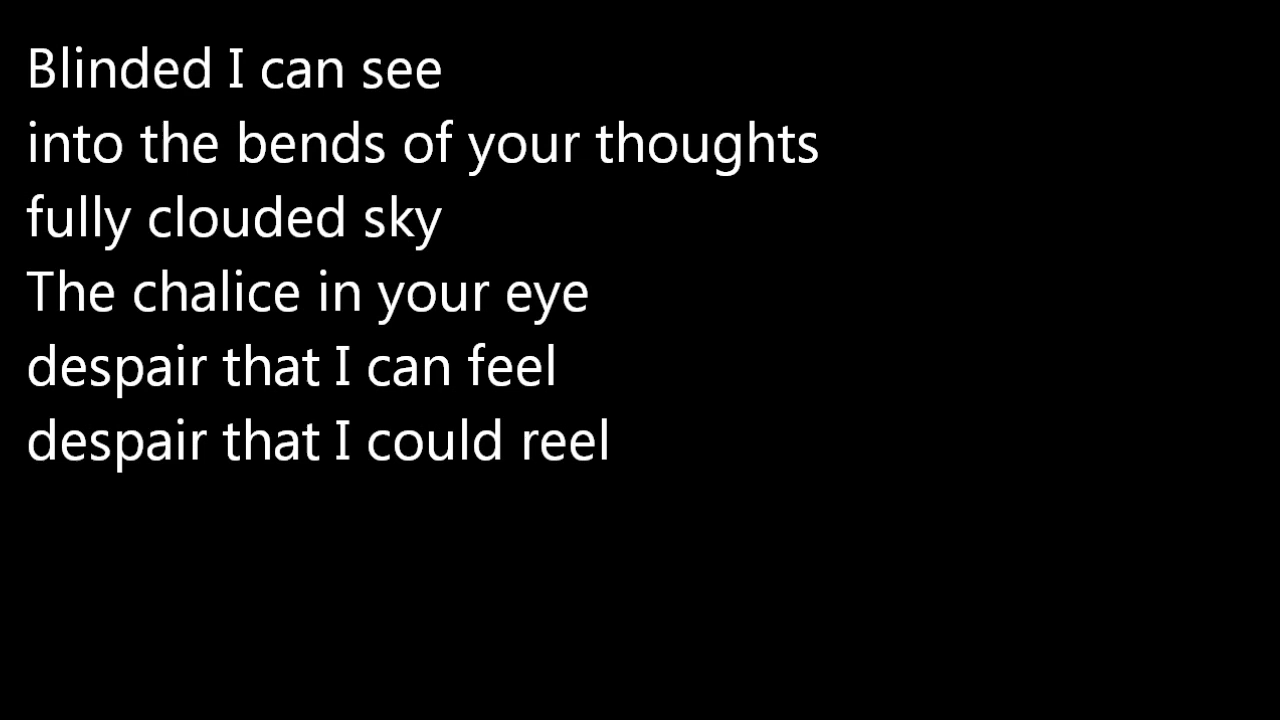 Blinded I can see
into the bends of your thoughts
fully clouded sky
The chalice in your eye
despair that I can feel
despair that I could reel